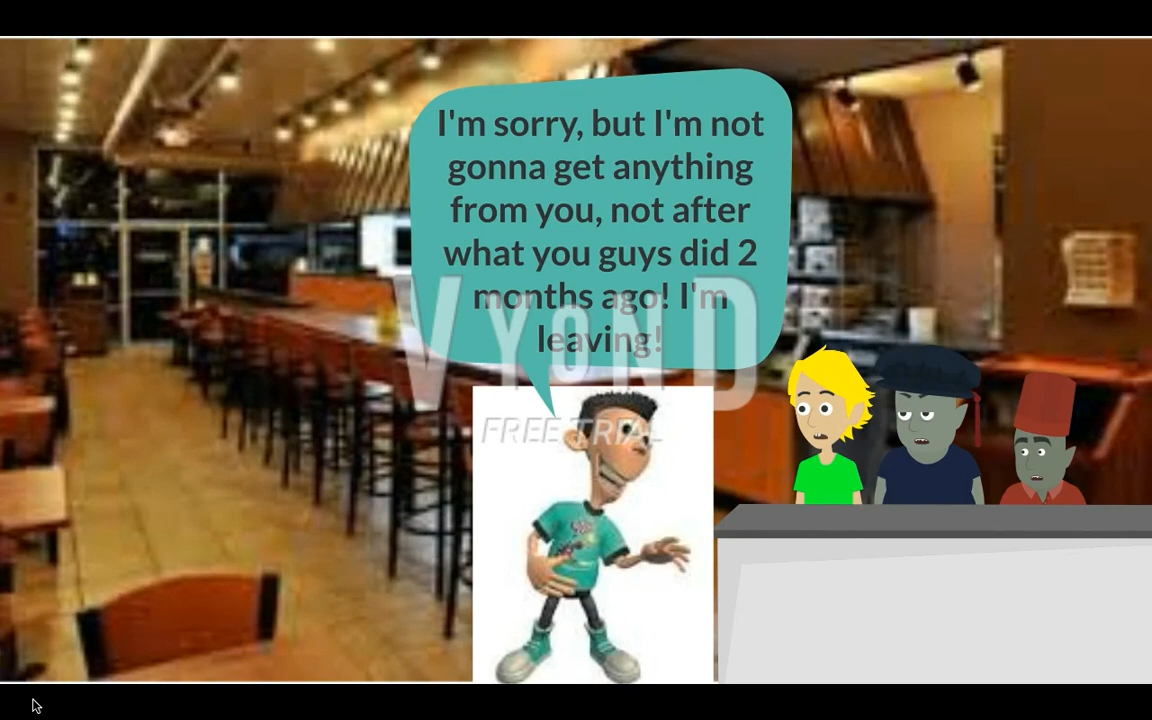 I'm sorry, but I'm not
gonna get anything
from you, not after
what you guys did 2
months ago! I'm
leaving!
VYOND
FREE TRIAL